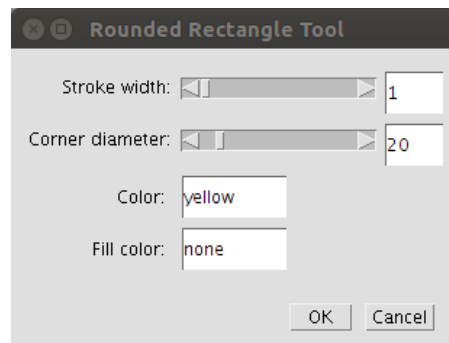 Rounded Rectangle Tool
Stroke width: 1
Corner diameter: 20
Color: yellow
Fill color: none
OK Cancel